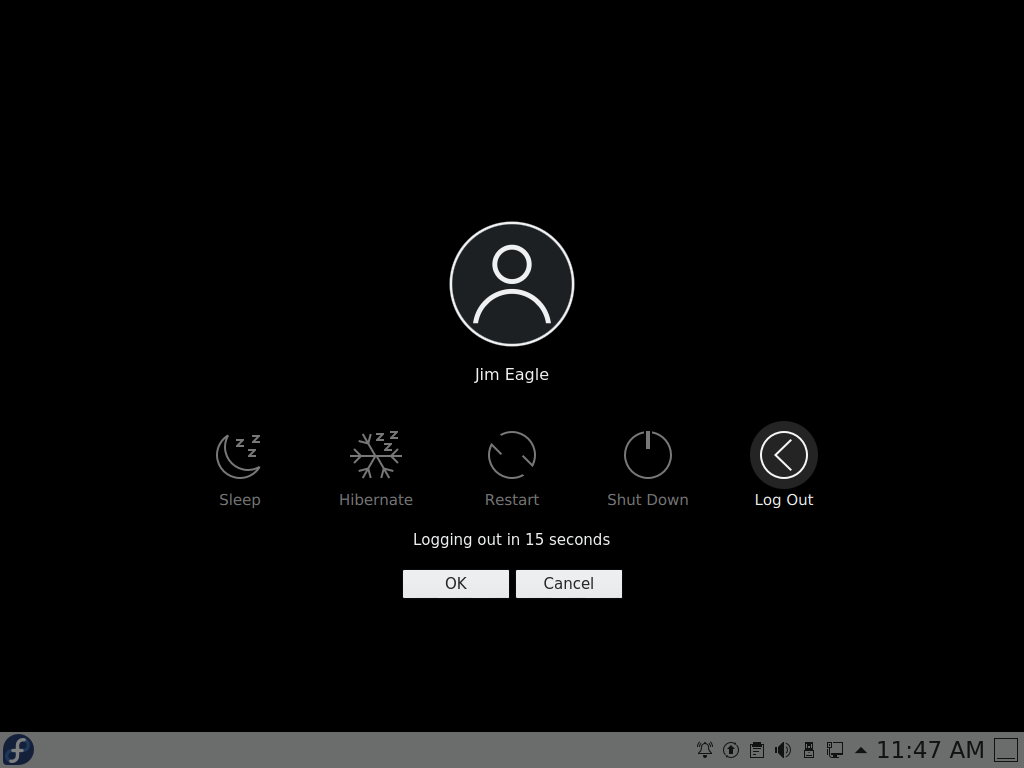 Jim Eagle
Sleep Hibernate Restart Shut Down Log Out
Logging out in 15 seconds
OK Cancel
11:47 AM